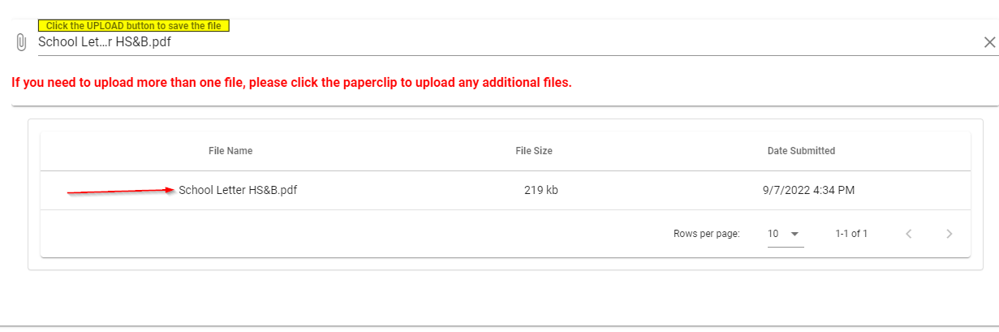 Click the UPLOAD button to save the file
School Let...r HS&B.pdf
If you need to upload more than one file, please click the paperclip to upload any additional files.
File Name File Size Date Submitted
School Letter HS&B.pdf 219 kb 9/7/2022 4:34 PM
Rows per page: 10 1-1 of 1